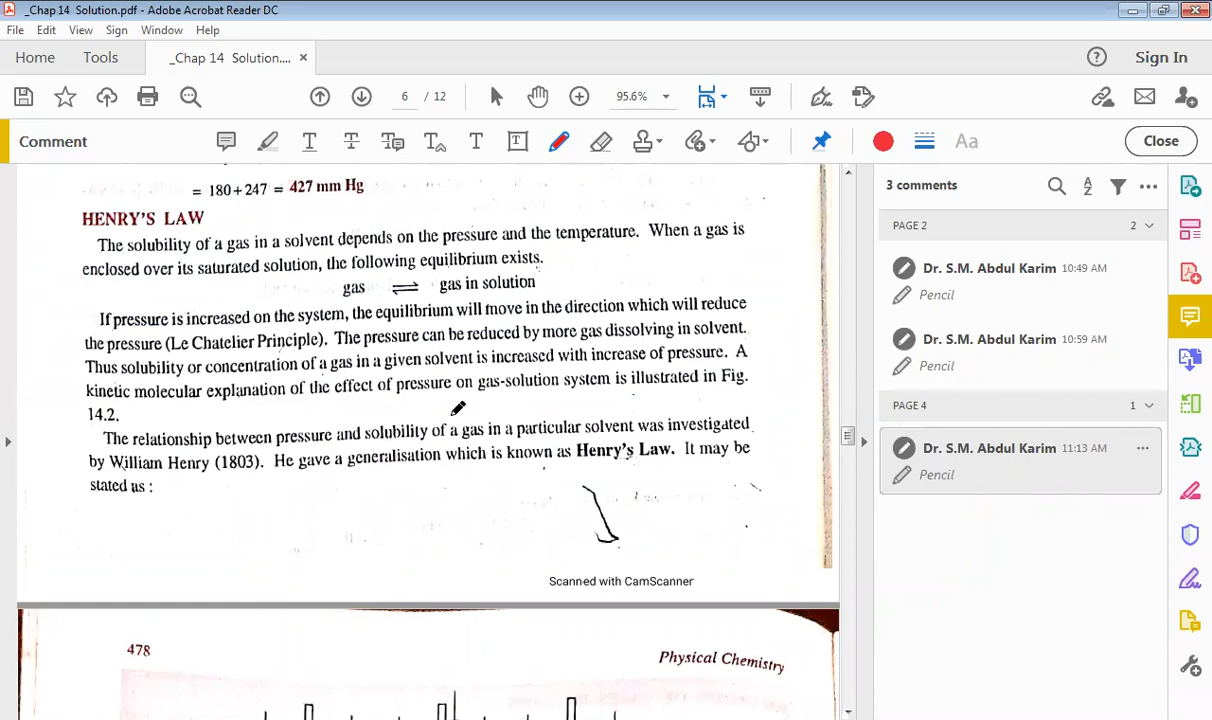 _Chap 14  Solution.pdf - Adobe Acrobat Reader DC
File Edit View Sign Window Help
Home Tools _Chap 14 Solution.... × Sign In
6 / 12 95.6%
Comment Close
= 180 + 247 = 427 mm Hg
HENRY'S LAW
The solubility of a gas in a solvent depends on the pressure and the temperature. When a gas is
enclosed over its saturated solution, the following equilibrium exists.
gas ⇌ gas in solution
If pressure is increased on the system, the equilibrium will move in the direction which will reduce
the pressure (Le Chatelier Principle). The pressure can be reduced by more gas dissolving in solvent.
Thus solubility or concentration of a gas in a given solvent is increased with increase of pressure. A
kinetic molecular explanation of the effect of pressure on gas-solution system is illustrated in Fig.
14.2.
The relationship between pressure and solubility of a gas in a particular solvent was investigated
by William Henry (1803). He gave a generalisation which is known as Henry's Law. It may be
stated as :
Scanned with CamScanner
478 Physical Chemistry
3 comments
PAGE 2 2
Dr. S.M. Abdul Karim 10:49 AM
Pencil
Dr. S.M. Abdul Karim 10:59 AM
Pencil
PAGE 4 1
Dr. S.M. Abdul Karim 11:13 AM
Pencil